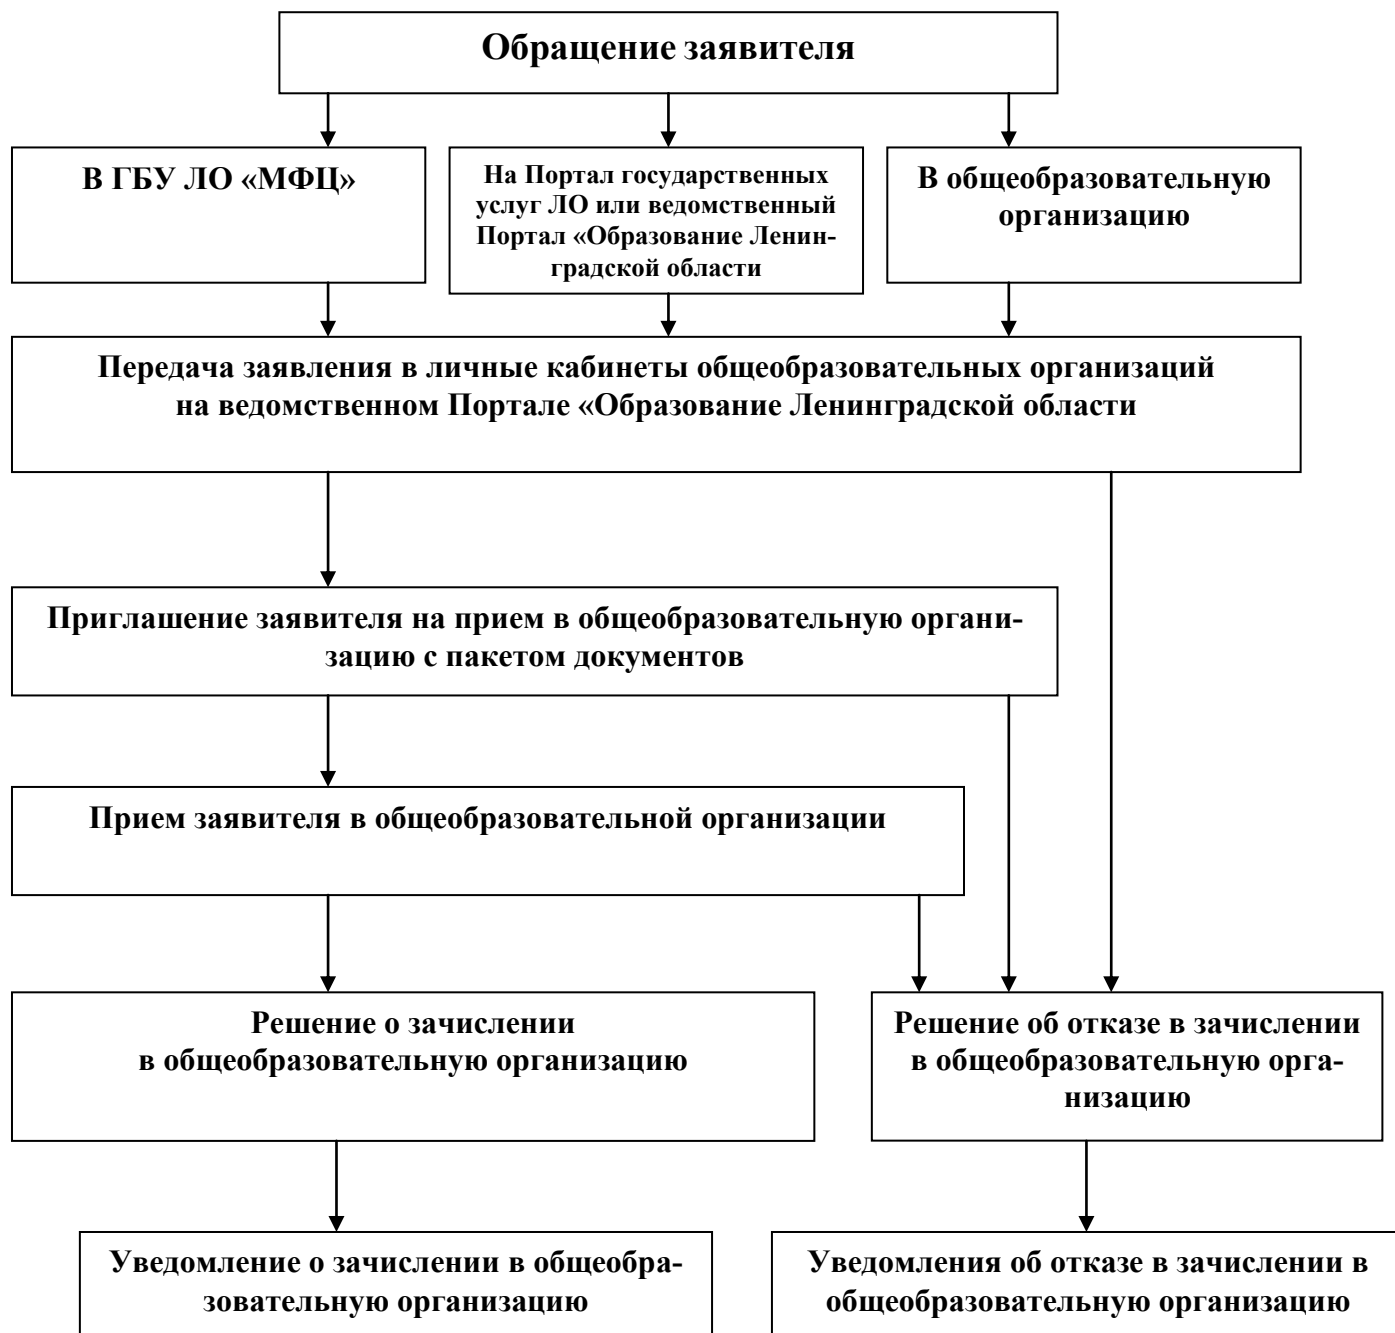 Обращение заявителя
В ГБУ ЛО «МФЦ»
На Портал государственных
услуг ЛО или ведомственный
Портал «Образование Ленин-
градской области
В общеобразовательную
организацию
Передача заявления в личные кабинеты общеобразовательных организаций
на ведомственном Портале «Образование Ленинградской области
Приглашение заявителя на прием в общеобразовательную органи-
зацию с пакетом документов
Прием заявителя в общеобразовательной организации
Решение о зачислении
в общеобразовательную организацию
Решение об отказе в зачислении
в общеобразовательную орга-
низацию
Уведомление о зачислении в общеобра-
зовательную организацию
Уведомления об отказе в зачислении в
общеобразовательную организацию